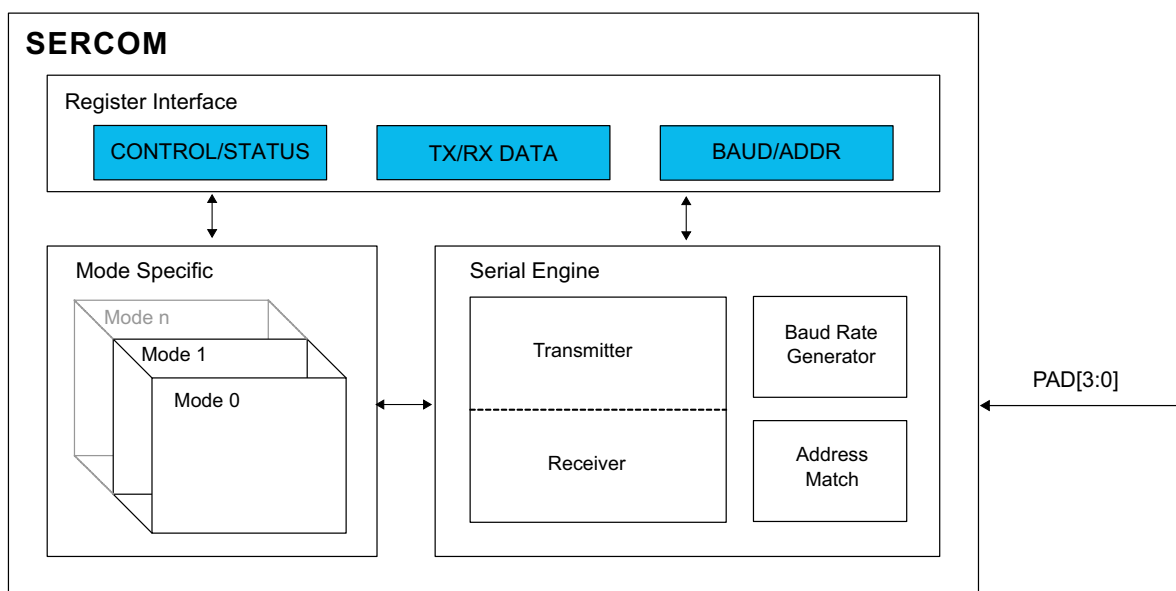 SERCOM
Register Interface
CONTROL/STATUS
TX/RX DATA
BAUD/ADDR
Mode Specific
Mode n
Mode 1
Mode 0
Serial Engine
Transmitter
Receiver
Baud Rate
Generator
Address
Match
PAD[3:0]